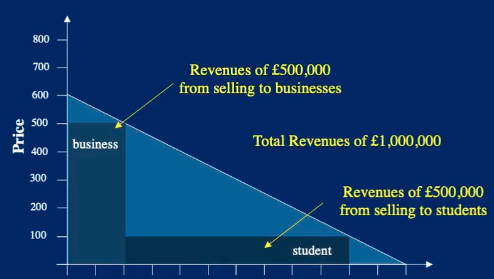 800
700
Revenues of £500,000
from selling to businesses
600
500
business
Total Revenues of £1,000,000
Price
400
300
Revenues of £500,000
from selling to students
200
100
student